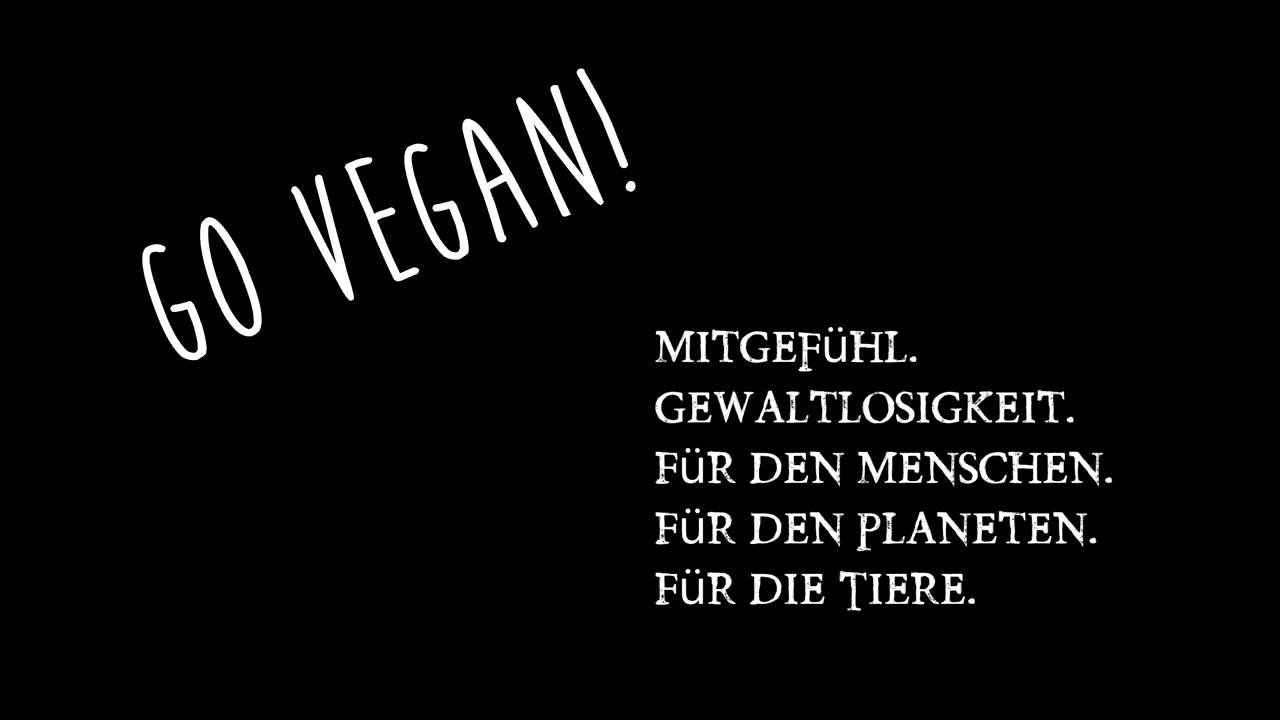 GO VEGAN!
MITGEFÜHL.
GEWALTLOSIGKEIT.
FÜR DEN MENSCHEN.
FÜR DEN PLANETEN.
FÜR DIE TIERE.